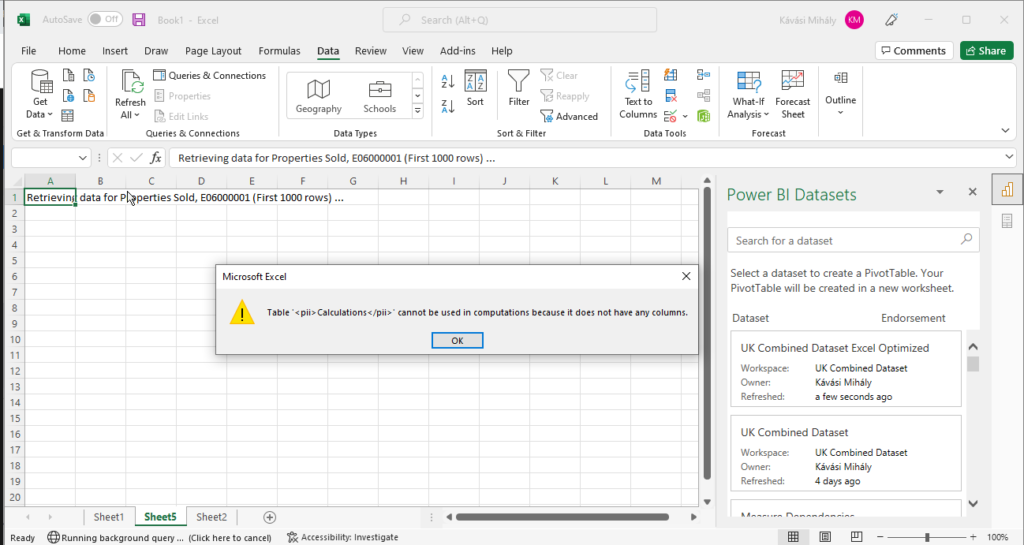 AutoSave Off Book1 - Excel Search (Alt+Q) Kávási Mihály KM
File Home Insert Draw Page Layout Formulas Data Review View Add-ins Help Comments Share
Get Data
Refresh All
Queries & Connections
Properties
Edit Links
Geography
Schools
Sort
Filter
Clear
Reapply
Advanced
Text to Columns
What-If Analysis
Forecast Sheet
Outline
Get & Transform Data Queries & Connections Data Types Sort & Filter Data Tools Forecast
fx Retrieving data for Properties Sold, E06000001 (First 1000 rows) ...
A B C D E F G H I J K L M
1 Retrieving data for Properties Sold, E06000001 (First 1000 rows) ...
2
3
4
5
6
7
8
9
10
11
12
13
14
15
16
17
18
19
20
Microsoft Excel
Table '<pii>Calculations</pii>' cannot be used in computations because it does not have any columns.
OK
Power BI Datasets
Search for a dataset
Select a dataset to create a PivotTable. Your
PivotTable will be created in a new worksheet.
Dataset Endorsement
UK Combined Dataset Excel Optimized
Workspace: UK Combined Dataset
Owner: Kávási Mihály
Refreshed: a few seconds ago
UK Combined Dataset
Workspace: UK Combined Dataset
Owner: Kávási Mihály
Refreshed: 4 days ago
Measure Dependencies
Sheet1 Sheet5 Sheet2
Ready Running background query ... (Click here to cancel) Accessibility: Investigate 100%